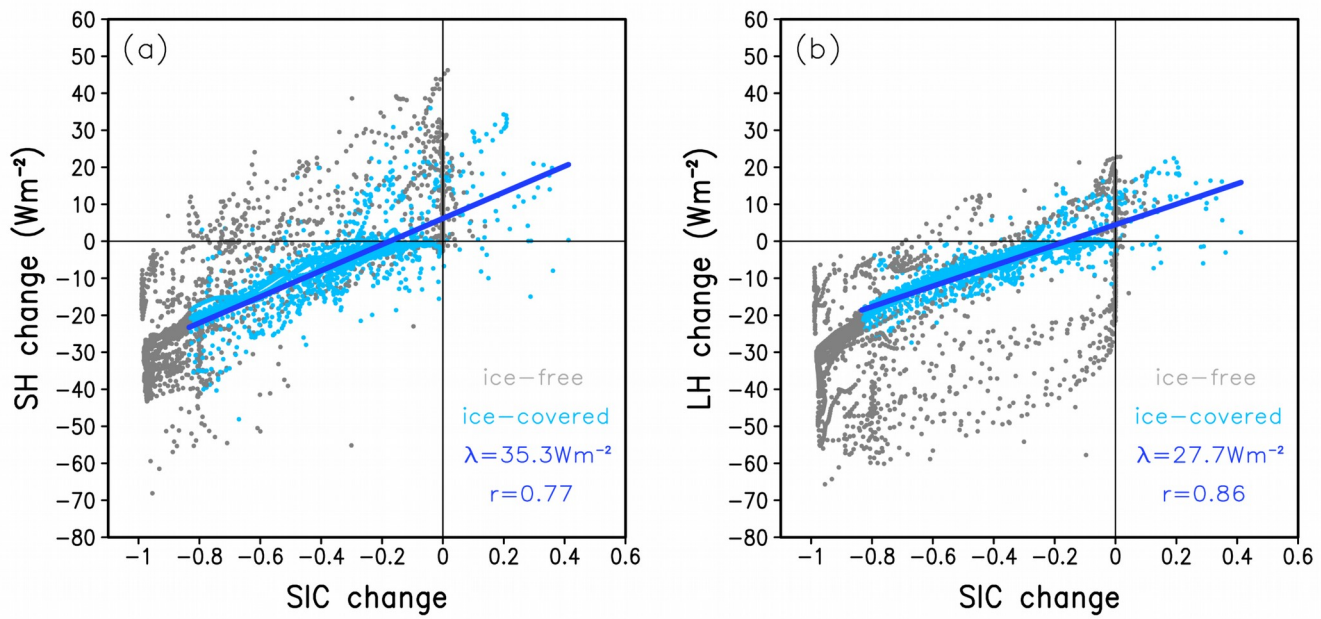 (a)
60
50
40
30
20
10
0
−10
−20
−30
−40
−50
−60
−70
−80
SH change (Wm⁻²)
ice−free
ice−covered
λ=35.3Wm⁻²
r=0.77
−1 −0.8 −0.6 −0.4 −0.2 0 0.2 0.4 0.6
SIC change
(b)
60
50
40
30
20
10
0
−10
−20
−30
−40
−50
−60
−70
−80
LH change (Wm⁻²)
ice−free
ice−covered
λ=27.7Wm⁻²
r=0.86
−1 −0.8 −0.6 −0.4 −0.2 0 0.2 0.4 0.6
SIC change